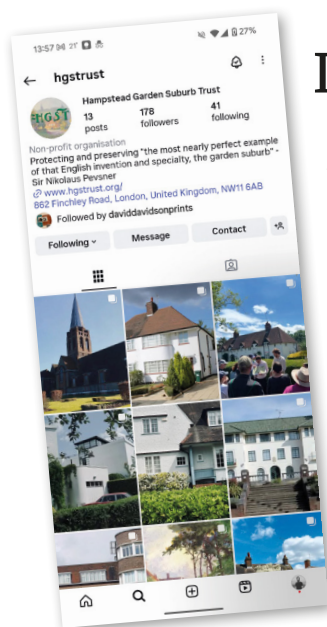 13:57 21° 27%
hgstrust
HGST
Hampstead Garden Suburb Trust
13 178 41
posts followers following
Non-profit organisation
Protecting and preserving "the most nearly perfect example
of that English invention and specialty, the garden suburb" -
Sir Nikolaus Pevsner
www.hgstrust.org/
862 Finchley Road, London, United Kingdom, NW11 6AB
Followed by daviddavidsonprints
Following Message Contact